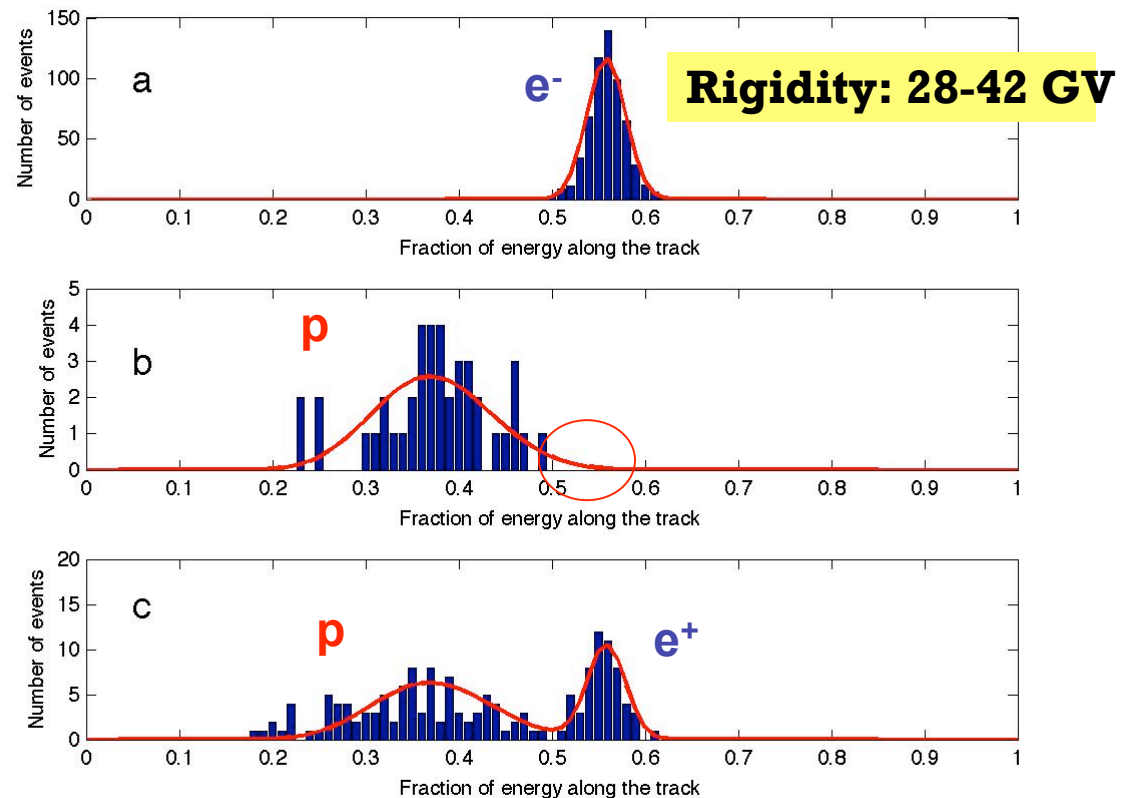 Number of events
150
100
50
0
a
e-
Rigidity: 28-42 GV
0 0.1 0.2 0.3 0.4 0.5 0.6 0.7 0.8 0.9 1
Fraction of energy along the track
Number of events
5
4
3
2
1
0
b
p
0 0.1 0.2 0.3 0.4 0.5 0.6 0.7 0.8 0.9 1
Fraction of energy along the track
Number of events
20
15
10
5
0
c
p
e+
0 0.1 0.2 0.3 0.4 0.5 0.6 0.7 0.8 0.9 1
Fraction of energy along the track